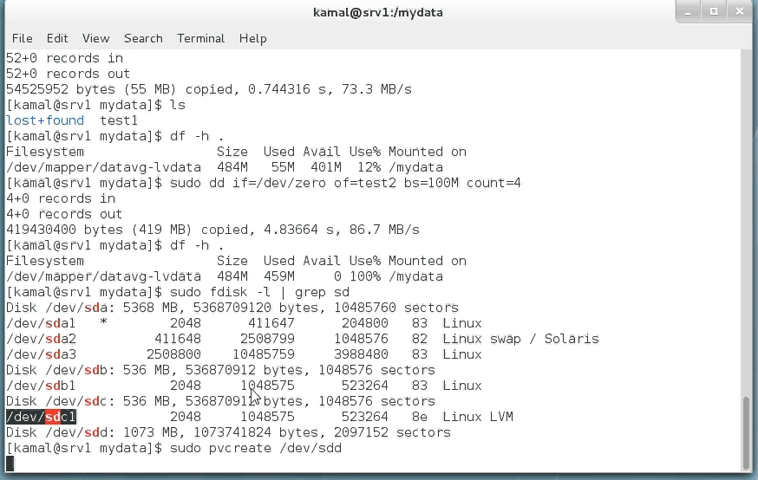 kamal@srv1:/mydata
File Edit View Search Terminal Help
52+0 records in
52+0 records out
54525952 bytes (55 MB) copied, 0.744316 s, 73.3 MB/s
[kamal@srv1 mydata]$ ls
lost+found test1
[kamal@srv1 mydata]$ df -h .
Filesystem Size Used Avail Use% Mounted on
/dev/mapper/datavg-lvdata 484M 55M 401M 12% /mydata
[kamal@srv1 mydata]$ sudo dd if=/dev/zero of=test2 bs=100M count=4
4+0 records in
4+0 records out
419430400 bytes (419 MB) copied, 4.83664 s, 86.7 MB/s
[kamal@srv1 mydata]$ df -h .
Filesystem Size Used Avail Use% Mounted on
/dev/mapper/datavg-lvdata 484M 459M 0 100% /mydata
[kamal@srv1 mydata]$ sudo fdisk -l | grep sd
Disk /dev/sda: 5368 MB, 5368709120 bytes, 10485760 sectors
/dev/sda1 * 2048 411647 204800 83 Linux
/dev/sda2 411648 2508799 1048576 82 Linux swap / Solaris
/dev/sda3 2508800 10485759 3988480 83 Linux
Disk /dev/sdb: 536 MB, 536870912 bytes, 1048576 sectors
/dev/sdb1 2048 1048575 523264 83 Linux
Disk /dev/sdc: 536 MB, 536870912 bytes, 1048576 sectors
/dev/sdc1 2048 1048575 523264 8e Linux LVM
Disk /dev/sdd: 1073 MB, 1073741824 bytes, 2097152 sectors
[kamal@srv1 mydata]$ sudo pvcreate /dev/sdd